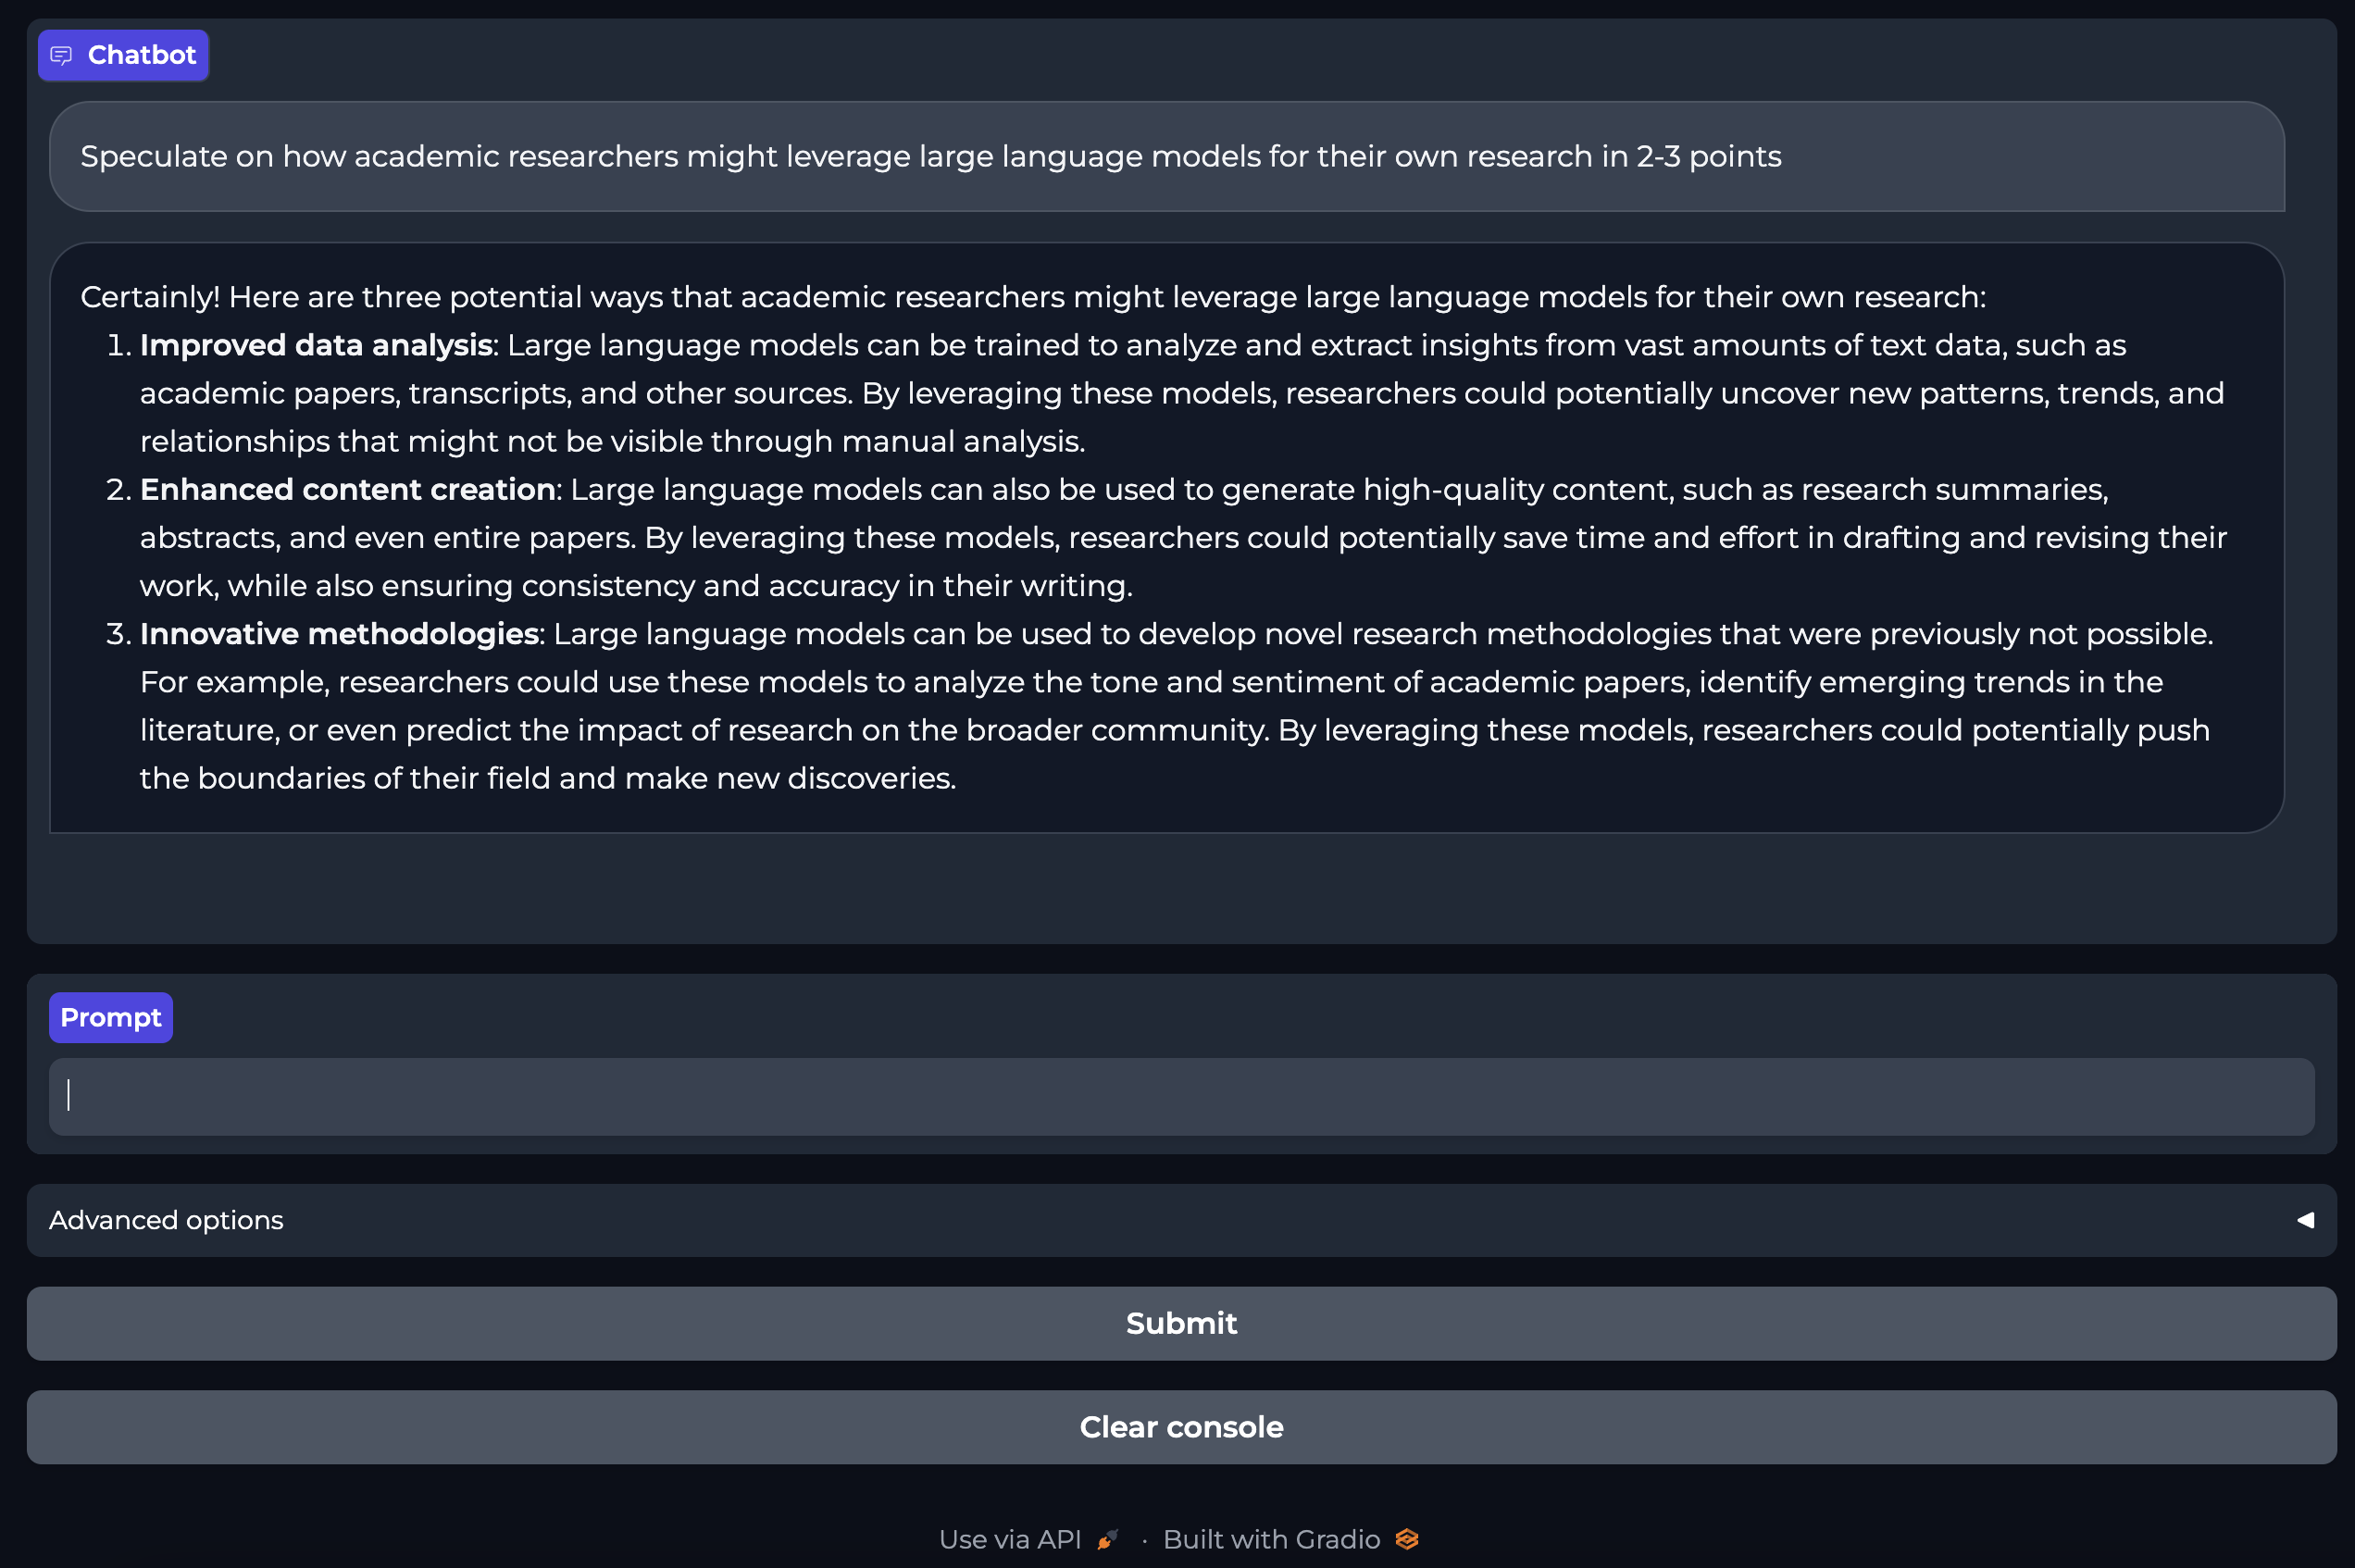 Chatbot
Speculate on how academic researchers might leverage large language models for their own research in 2-3 points
Certainly! Here are three potential ways that academic researchers might leverage large language models for their own research:
1. Improved data analysis: Large language models can be trained to analyze and extract insights from vast amounts of text data, such as
academic papers, transcripts, and other sources. By leveraging these models, researchers could potentially uncover new patterns, trends, and
relationships that might not be visible through manual analysis.
2. Enhanced content creation: Large language models can also be used to generate high-quality content, such as research summaries,
abstracts, and even entire papers. By leveraging these models, researchers could potentially save time and effort in drafting and revising their
work, while also ensuring consistency and accuracy in their writing.
3. Innovative methodologies: Large language models can be used to develop novel research methodologies that were previously not possible.
For example, researchers could use these models to analyze the tone and sentiment of academic papers, identify emerging trends in the
literature, or even predict the impact of research on the broader community. By leveraging these models, researchers could potentially push
the boundaries of their field and make new discoveries.
Prompt
Advanced options
Submit
Clear console
Use via API · Built with Gradio